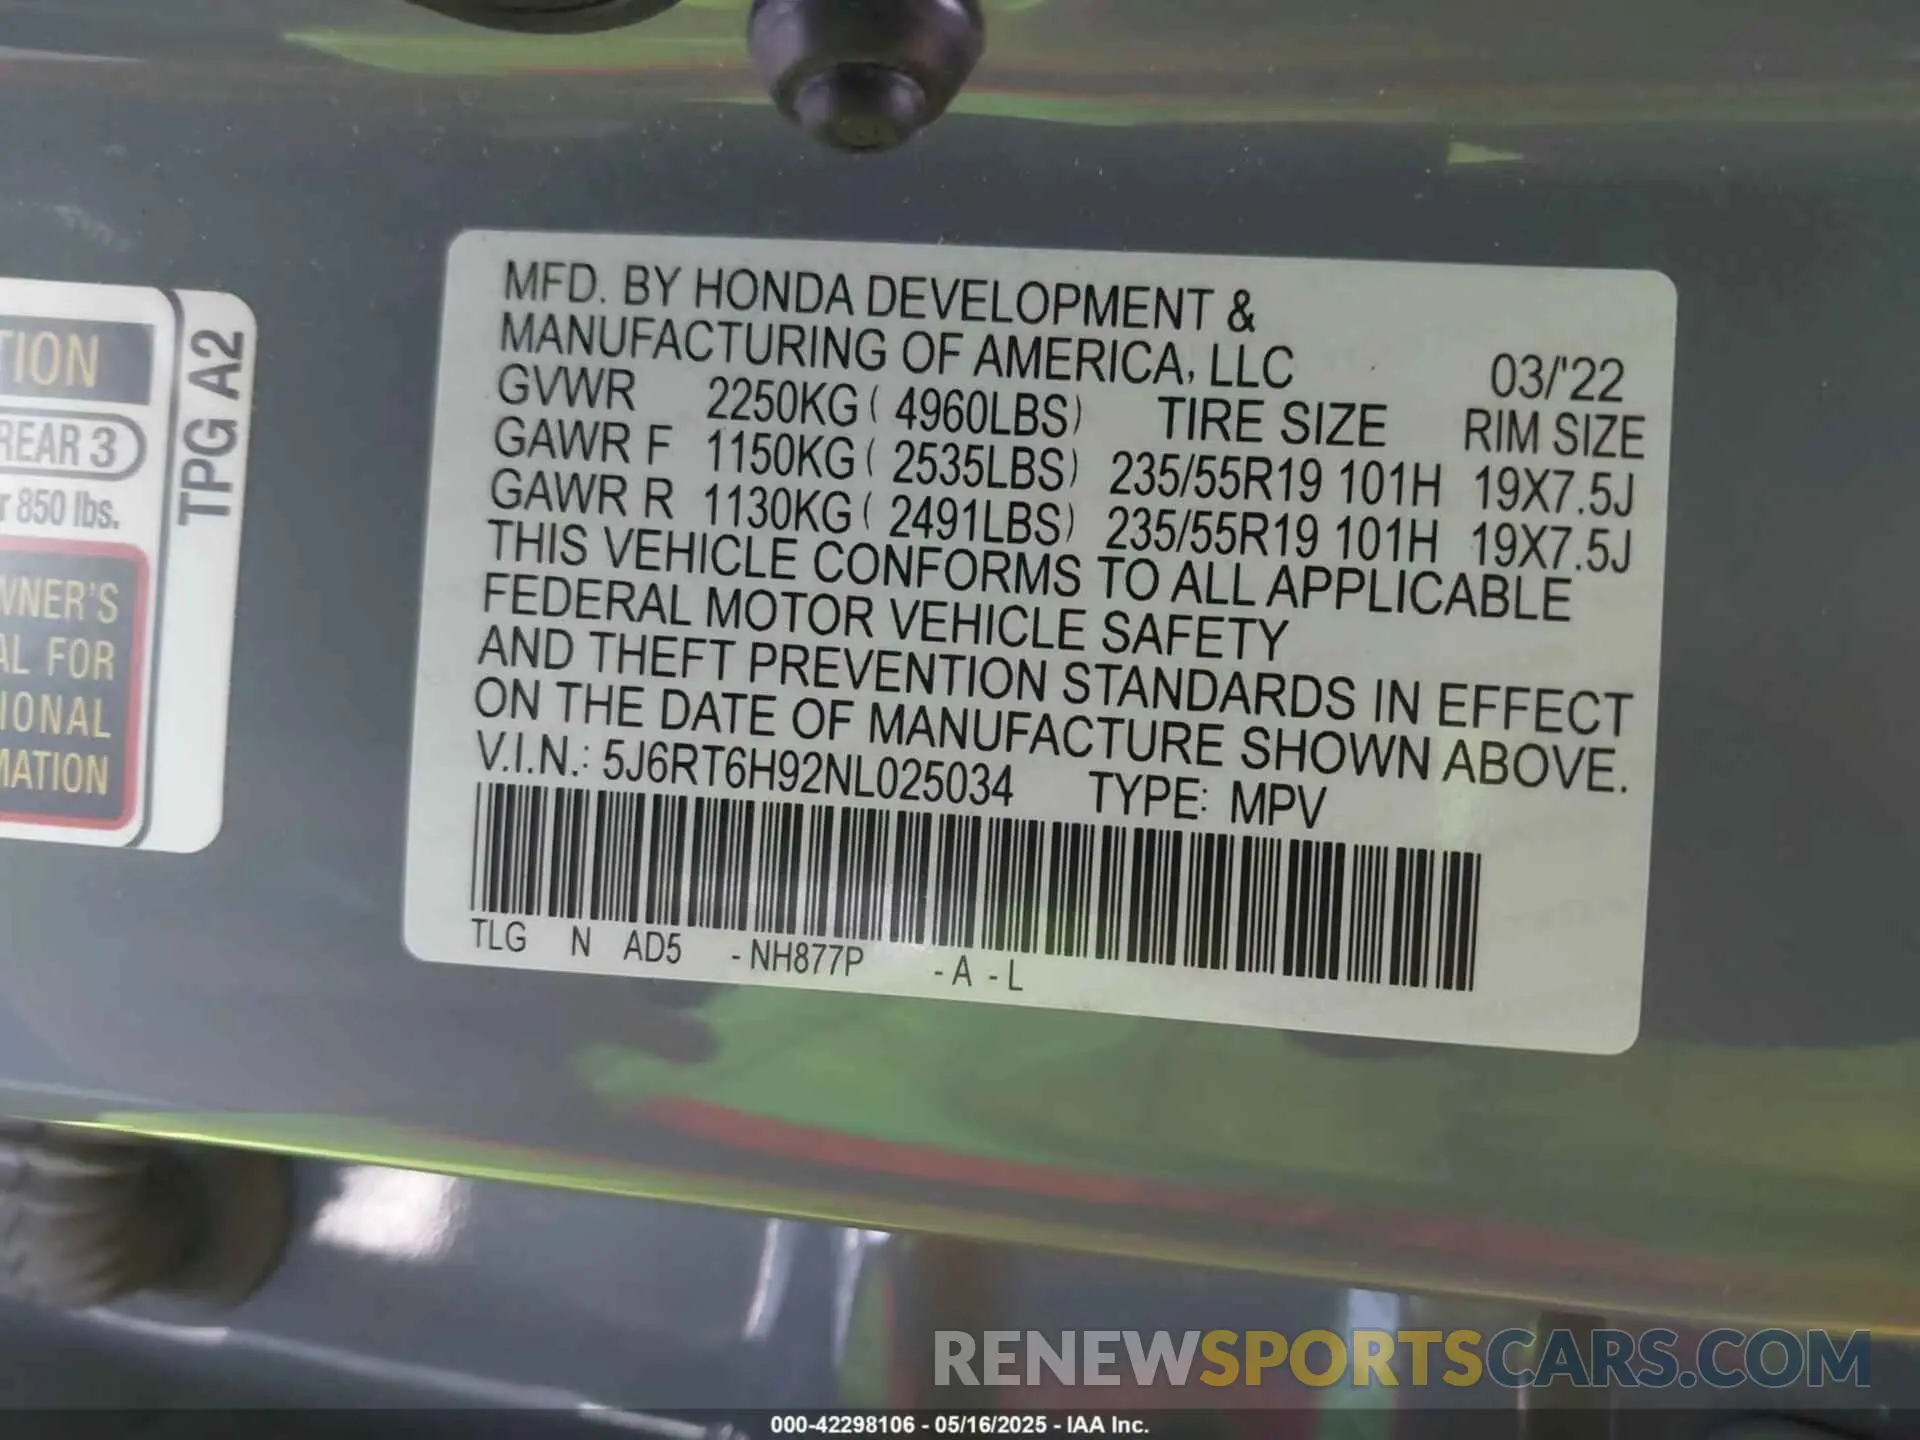 TION
REAR 3
850 lbs.
WNER'S
AL FOR
IONAL
MATION
TPG A2
MFD. BY HONDA DEVELOPMENT &
MANUFACTURING OF AMERICA, LLC 03/'22
GVWR 2250KG ( 4960LBS) TIRE SIZE RIM SIZE
GAWR F 1150KG ( 2535LBS) 235/55R19 101H 19X7.5J
GAWR R 1130KG ( 2491LBS) 235/55R19 101H 19X7.5J
THIS VEHICLE CONFORMS TO ALL APPLICABLE
FEDERAL MOTOR VEHICLE SAFETY
AND THEFT PREVENTION STANDARDS IN EFFECT
ON THE DATE OF MANUFACTURE SHOWN ABOVE.
V.I.N.: 5J6RT6H92NL025034 TYPE: MPV
TLG N AD5 -NH877P -A -L
RENEWSPORTSCARS.COM
000-42298106 - 05/16/2025 - IAA Inc.